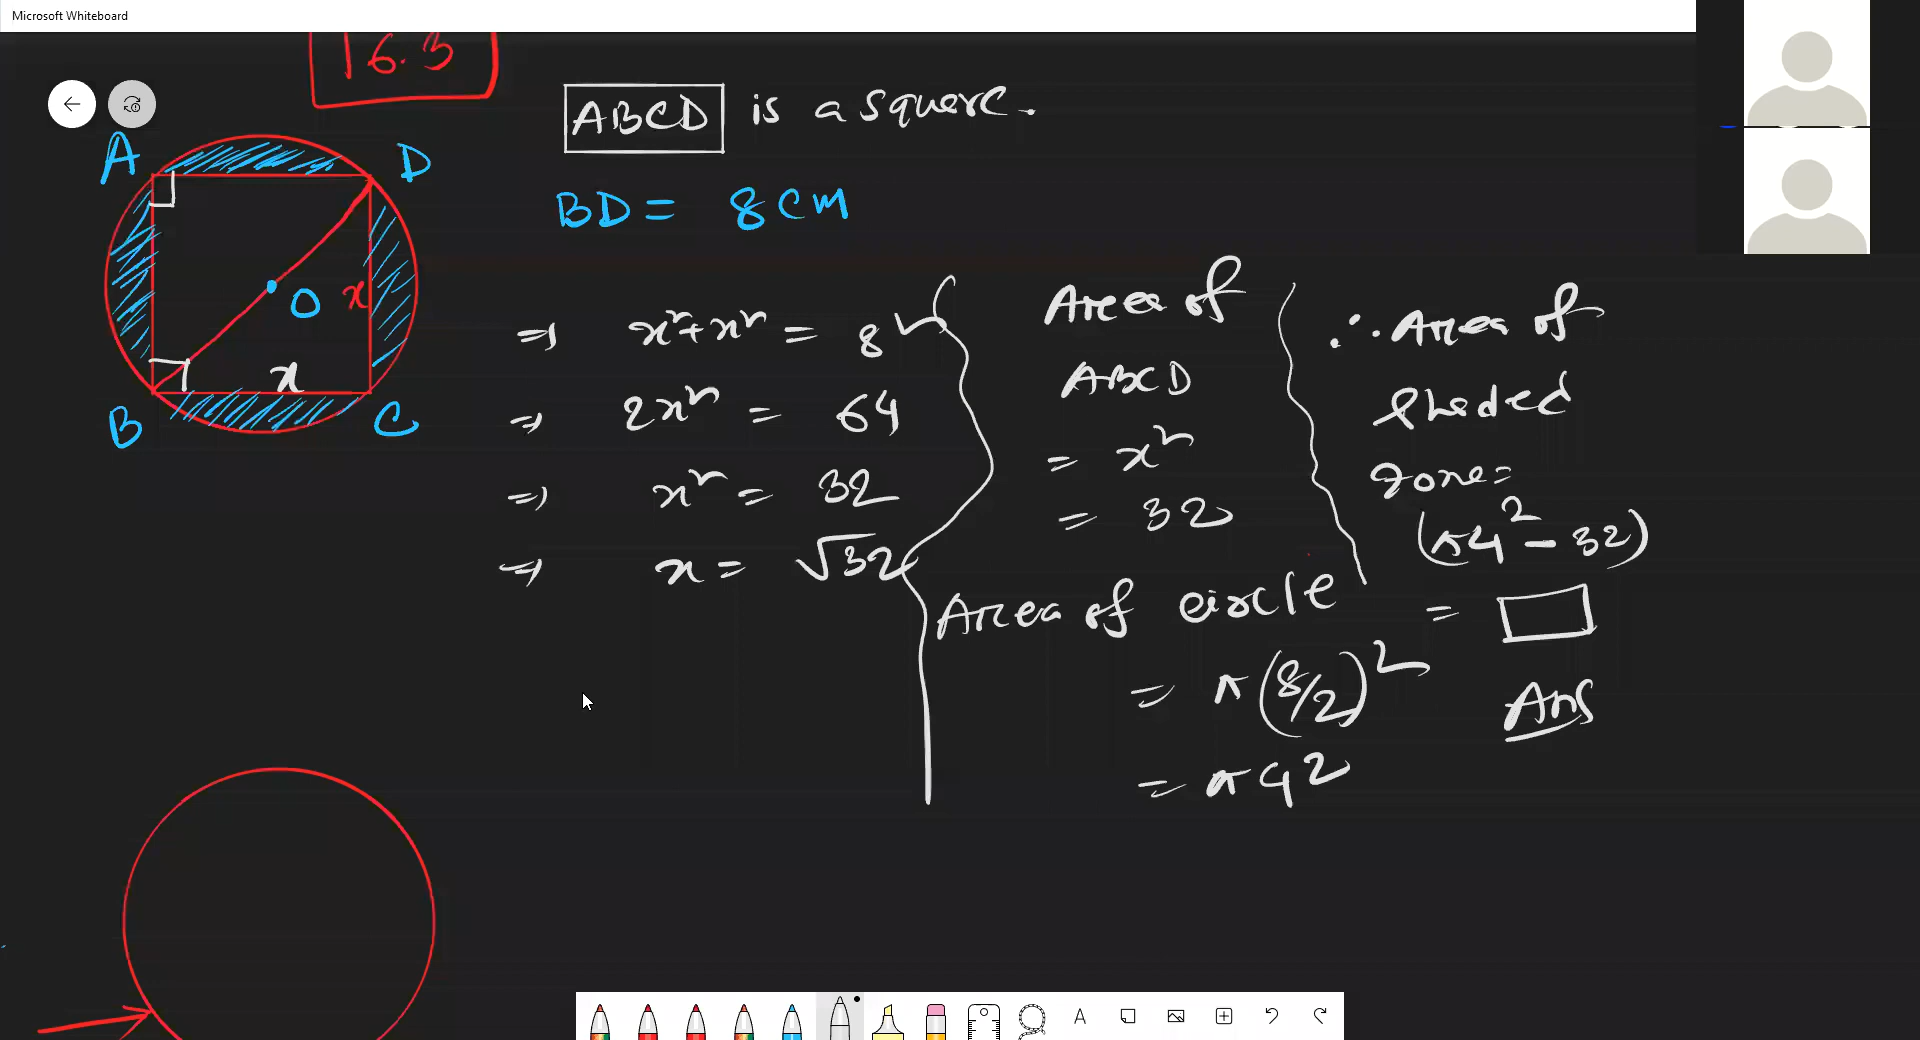 Microsoft Whiteboard
16.3
ABCD is a square.
BD = 8cm
A
D
O
x
x
B
C
⇒ x²+x² = 8²
⇒ 2x² = 64
⇒ x² = 32
⇒ x = √32
Area of
ABCD
= x²
= 32
Area of circle
= π(8/2)²
= π4²
∴ Area of
shaded
zone =
(π4² - 32)
=
Ans
A